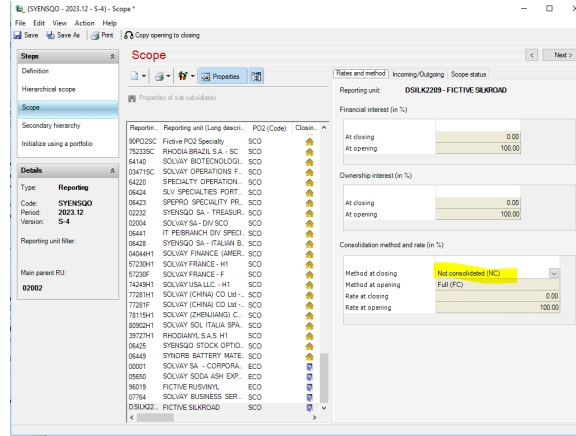 [SYENSQO - 2023.12 - S-4] - Scope *
File Edit View Action Help
Save Save As Print Copy opening to closing
Steps
Definition
Hierarchical scope
Scope
Secondary hierarchy
Initialize using a portfolio
Details
Type: Reporting
Code: SYENSQO
Period: 2023.12
Version: S-4
Reporting unit filter:
Main parent RU:
02002
Scope
< Next >
Properties
Properties of sub-subsidiaries
Reportin... Reporting unit (Long descri... PO2 (Code) Closin...
90PO2SC Fictive PO2 Specialty SCO
75233SC RHODIA BRAZIL S.A. - SC SCO
64140 SOLVAY BIOTECNOLOGI... SCO
03471SC SOLVAY OPERATIONS F... SCO
64220 SPECIALTY OPERATION... SCO
06424 SLV SPECIALTIES PORT... SCO
06423 SPEPRO SPECIALITY PR... SCO
02232 SYENSQO SA - TREASUR... SCO
02004 SOLVAY SA - DIV SCO SCO
06441 IT PE/BRANCH DIV SPECI... SCO
06428 SYENSQO SA - ITALIAN B... SCO
04044H1 SOLVAY FINANCE (AMER... SCO
57230H1 SOLVAY FRANCE - H1 SCO
57230F SOLVAY FRANCE - F SCO
74249H1 SOLVAY USA LLC. - H1 SCO
77281H1 SOLVAY (CHINA) CO Ltd -... SCO
77281F SOLVAY (CHINA) CO Ltd -... SCO
78115H1 SOLVAY (ZHENJIANG) C... SCO
80902H1 SOLVAY SOL ITALIA SPA... SCO
39727H1 RHODIANYL S.A.S. H1 SCO
06425 SYENSQO STOCK OPTIO... SCO
06449 SYNORB BATTERY MATE... SCO
00001 SOLVAY SA - CORPORA... ECO
05650 SOLVAY SODA ASH EXP... ECO
96019 FICTIVE RUSVINYL ECO
07764 SOLVAY BUSINESS SER... SCO
DSILK22... FICTIVE SILKROAD SCO
Rates and method Incoming/Outgoing Scope status
Reporting unit: DSILK2209 - FICTIVE SILKROAD
Financial interest (in %)
At closing 0.00
At opening 100.00
Ownership interest (in %)
At closing 0.00
At opening 100.00
Consolidation method and rate (in %)
Method at closing Not consolidated (NC)
Method at opening Full (FC)
Rate at closing 0.00
Rate at opening 100.00